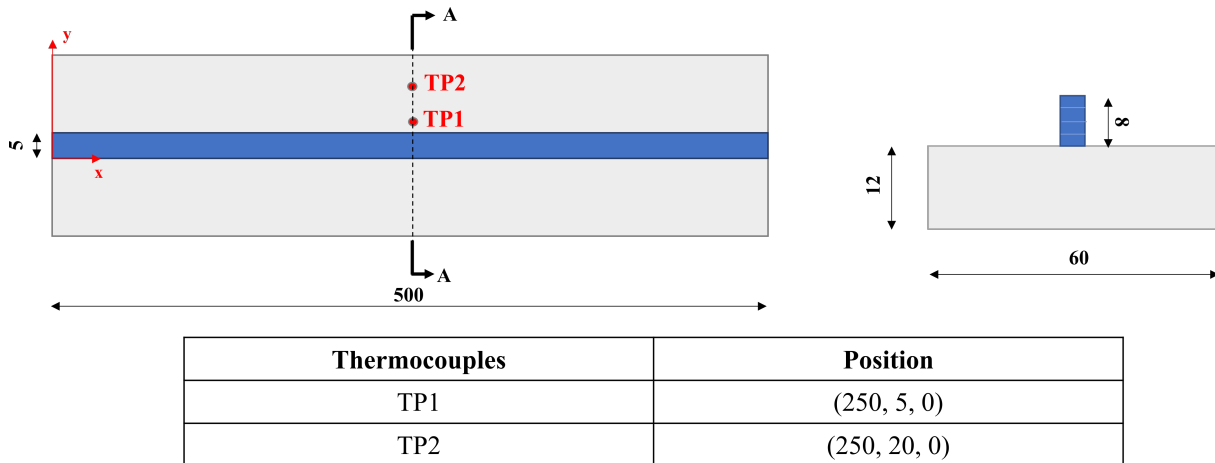 A
y
TP2
TP1
5
8
x
12
A
60
500
Thermocouples Position
TP1 (250, 5, 0)
TP2 (250, 20, 0)